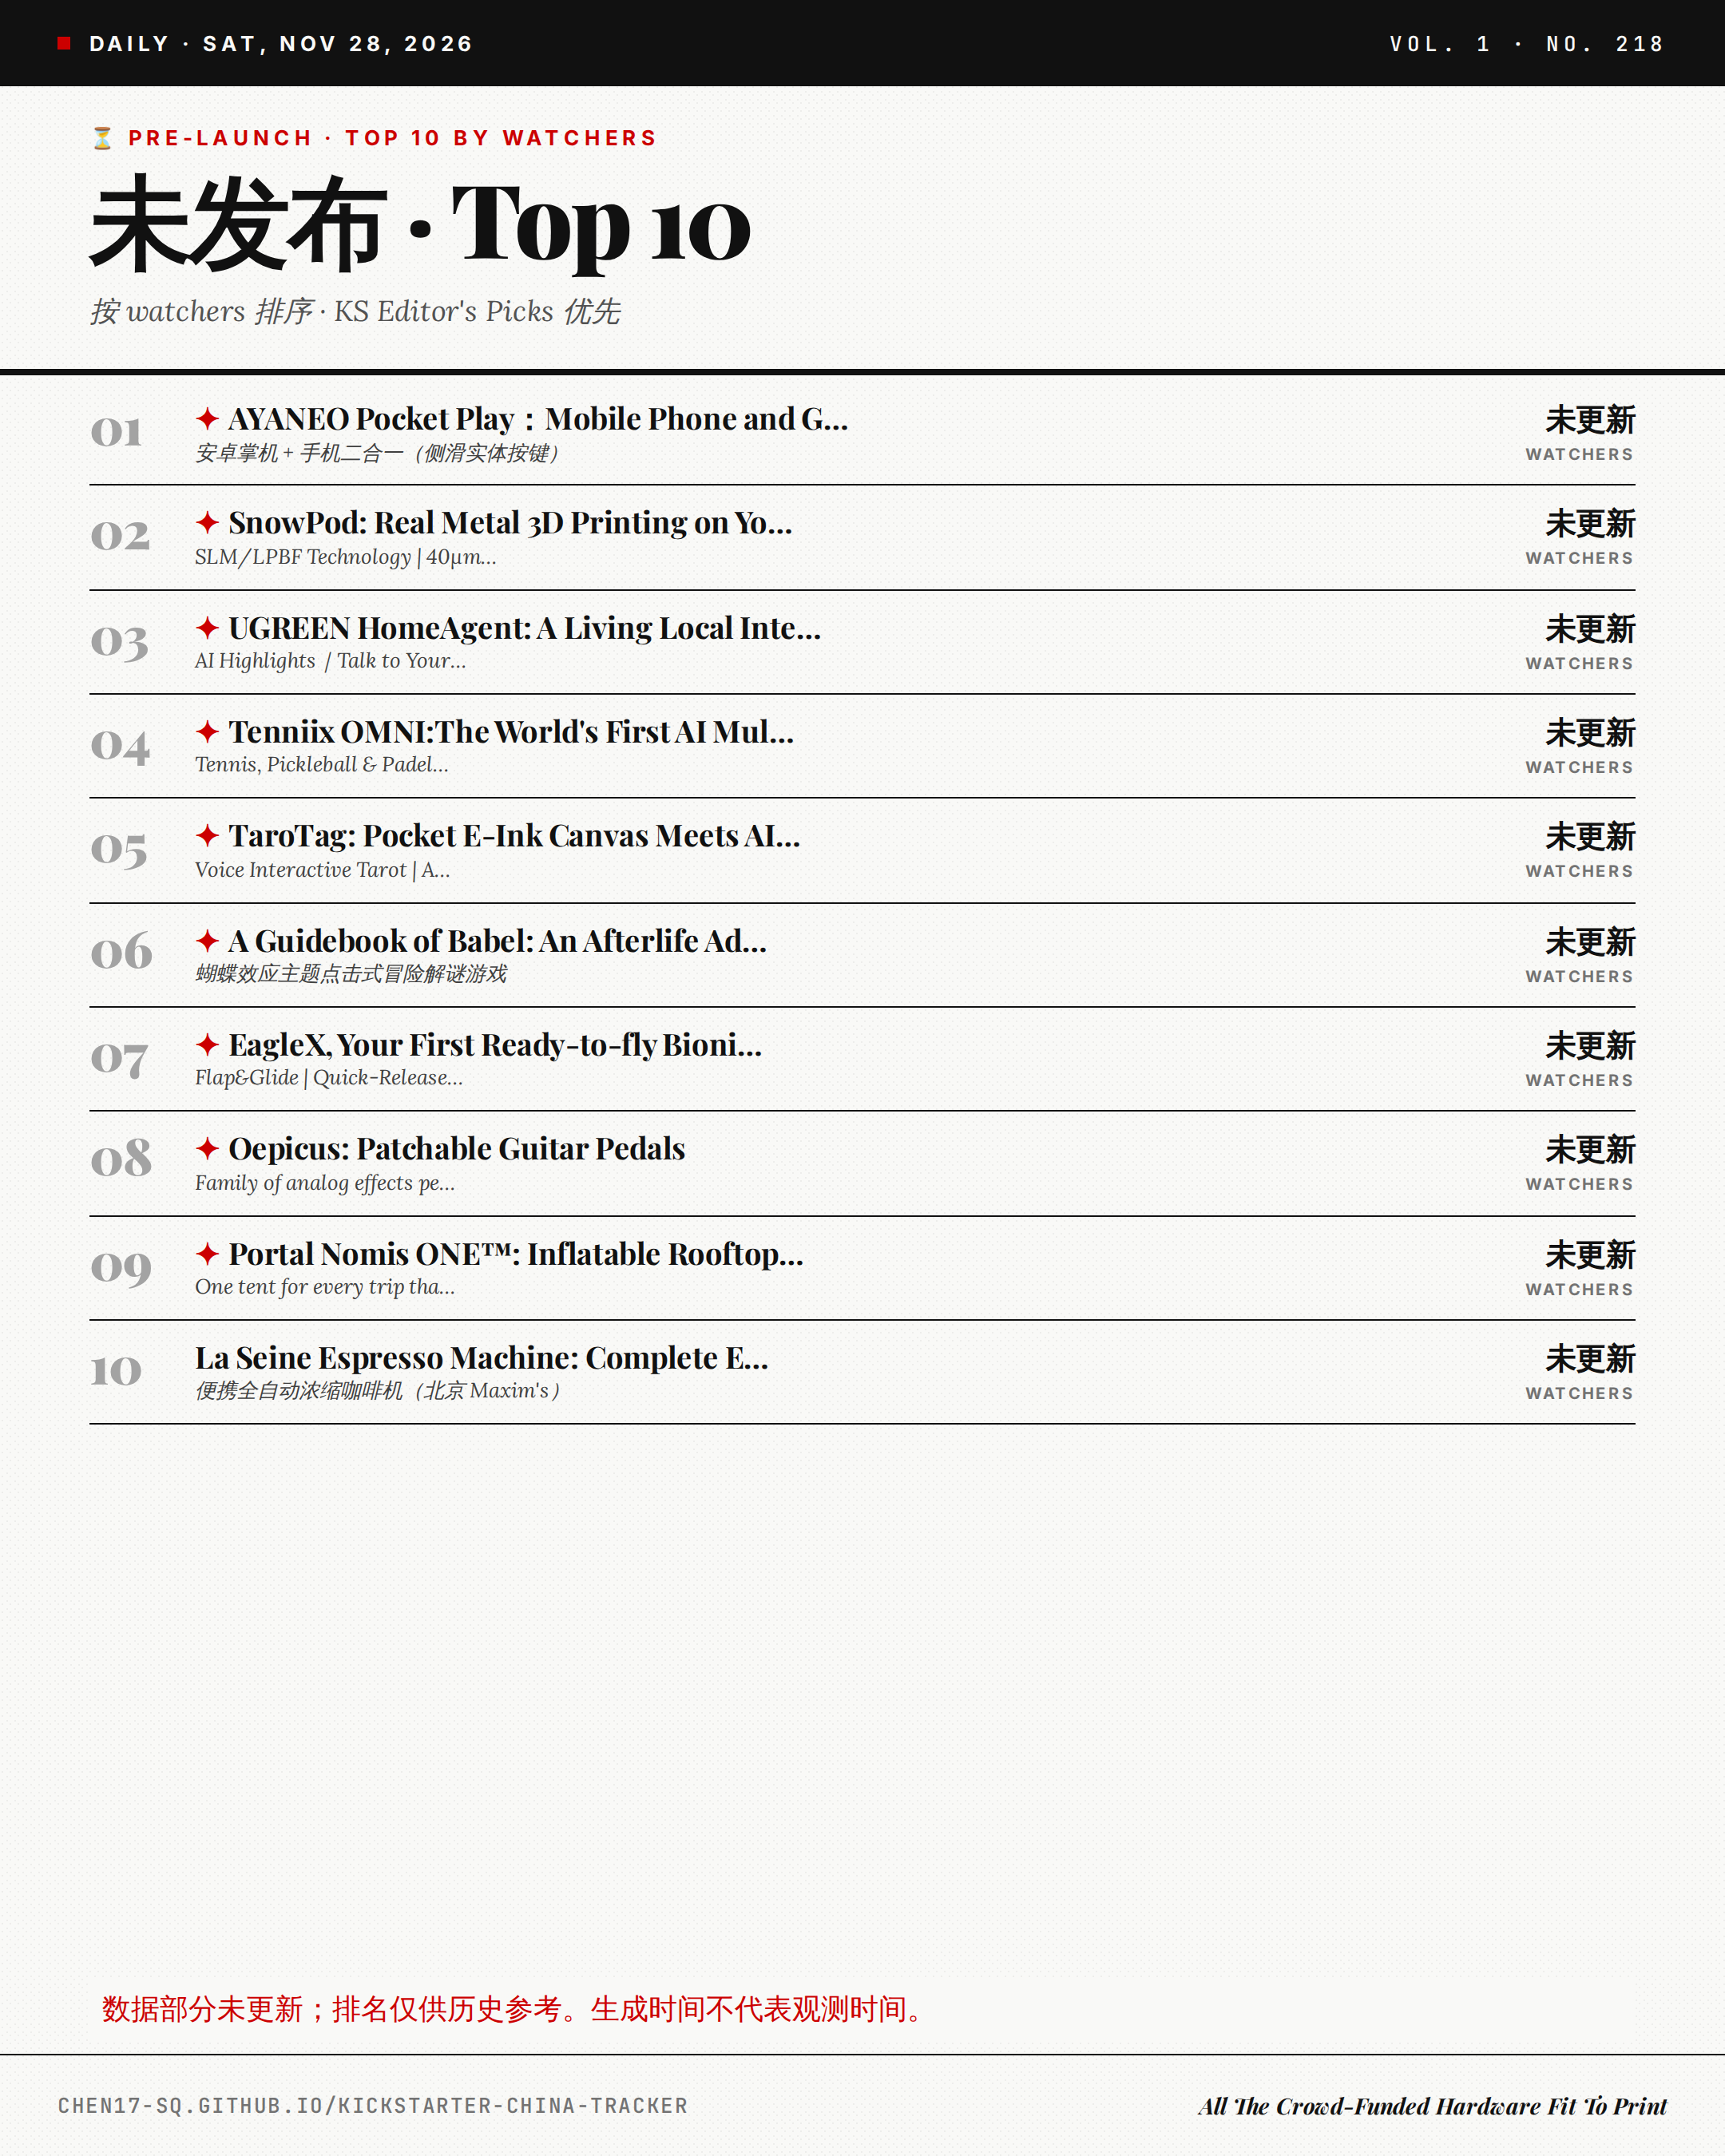 DAILY · SAT, NOV 28, 2026
VOL. 1 · NO. 218
⏳ PRE-LAUNCH · TOP 10 BY WATCHERS
未发布 · Top 10
按 watchers 排序 · KS Editor's Picks 优先
01
✦ AYANEO Pocket Play：Mobile Phone and G...
安卓掌机 + 手机二合一（侧滑实体按键）
未更新
WATCHERS
02
✦ SnowPod: Real Metal 3D Printing on Yo...
SLM/LPBF Technology | 40μm...
未更新
WATCHERS
03
✦ UGREEN HomeAgent: A Living Local Inte...
AI Highlights / Talk to Your...
未更新
WATCHERS
04
✦ Tenniix OMNI:The World's First AI Mul...
Tennis, Pickleball & Padel...
未更新
WATCHERS
05
✦ TaroTag: Pocket E-Ink Canvas Meets AI...
Voice Interactive Tarot | A...
未更新
WATCHERS
06
✦ A Guidebook of Babel: An Afterlife Ad...
蝴蝶效应主题点击式冒险解谜游戏
未更新
WATCHERS
07
✦ EagleX, Your First Ready-to-fly Bioni...
Flap&Glide | Quick-Release...
未更新
WATCHERS
08
✦ Oepicus: Patchable Guitar Pedals
Family of analog effects pe...
未更新
WATCHERS
09
✦ Portal Nomis ONE™: Inflatable Rooftop...
One tent for every trip tha...
未更新
WATCHERS
10
La Seine Espresso Machine: Complete E...
便携全自动浓缩咖啡机（北京 Maxim's）
未更新
WATCHERS
数据部分未更新；排名仅供历史参考。生成时间不代表观测时间。
CHEN17-SQ.GITHUB.IO/KICKSTARTER-CHINA-TRACKER
All The Crowd-Funded Hardware Fit To Print